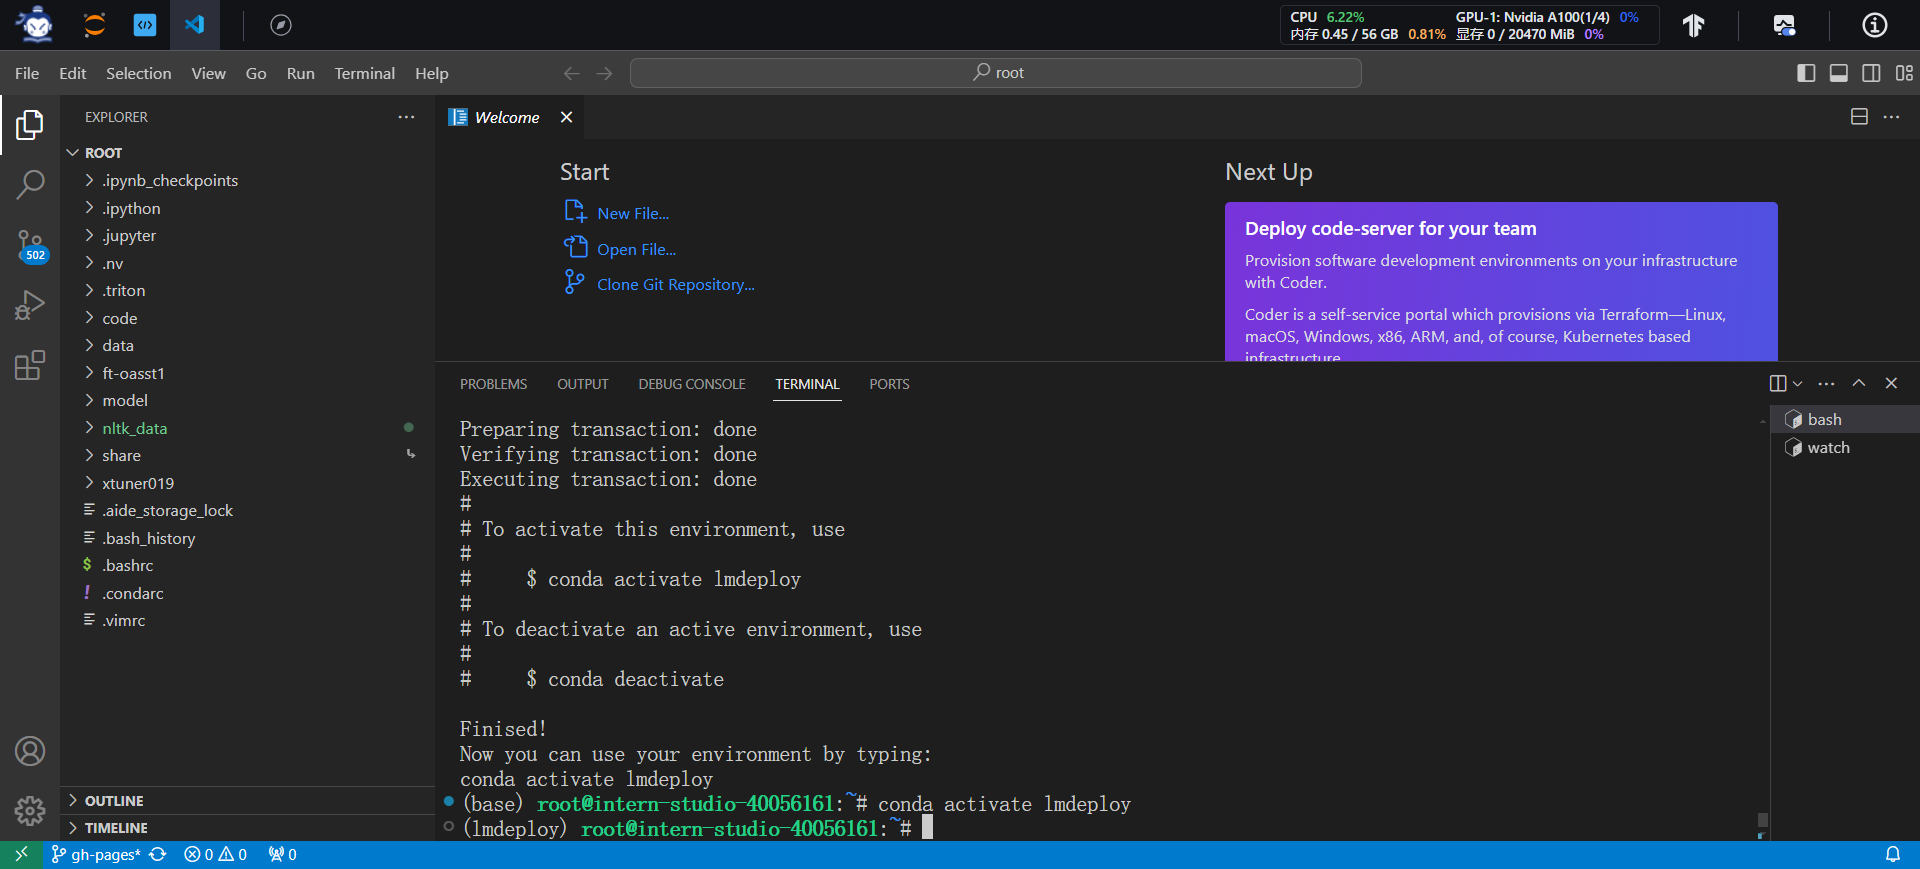 CPU 6.22% GPU-1: Nvidia A100(1/4) 0%
内存 0.45 / 56 GB 0.81% 显存 0 / 20470 MiB 0%
File Edit Selection View Go Run Terminal Help
root
EXPLORER
Welcome
ROOT
.ipynb_checkpoints
.ipython
.jupyter
.nv
.triton
code
data
ft-oasst1
model
nltk_data
share
xtuner019
.aide_storage_lock
.bash_history
$ .bashrc
! .condarc
.vimrc
OUTLINE
TIMELINE
502
Start
New File...
Open File...
Clone Git Repository...
Next Up
Deploy code-server for your team
Provision software development environments on your infrastructure
with Coder.
Coder is a self-service portal which provisions via Terraform—Linux,
macOS, Windows, x86, ARM, and, of course, Kubernetes based
infrastructure
PROBLEMS OUTPUT DEBUG CONSOLE TERMINAL PORTS
bash
watch
Preparing transaction: done
Verifying transaction: done
Executing transaction: done
#
# To activate this environment, use
#
#     $ conda activate lmdeploy
#
# To deactivate an active environment, use
#
#     $ conda deactivate
Finised!
Now you can use your environment by typing:
conda activate lmdeploy
(base) root@intern-studio-40056161:~# conda activate lmdeploy
(lmdeploy) root@intern-studio-40056161:~#
gh-pages* 0 0 0